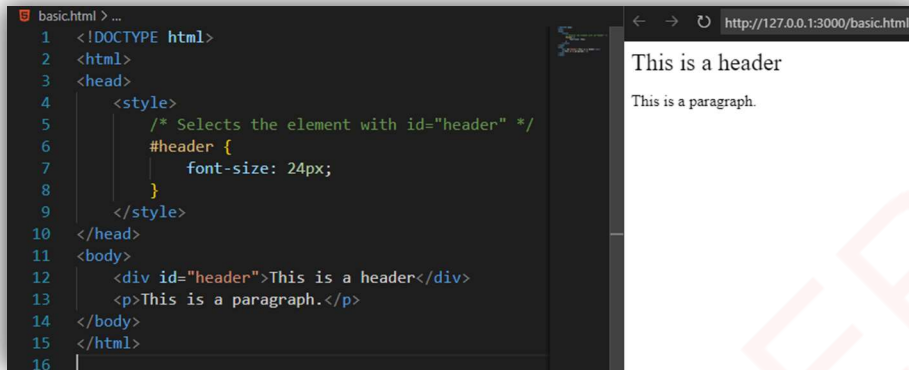 basic.html > ...
http://127.0.0.1:3000/basic.html
1 <!DOCTYPE html>
2 <html>
3 <head>
4     <style>
5         /* Selects the element with id="header" */
6         #header {
7             font-size: 24px;
8         }
9     </style>
10 </head>
11 <body>
12     <div id="header">This is a header</div>
13     <p>This is a paragraph.</p>
14 </body>
15 </html>
16
This is a header
This is a paragraph.